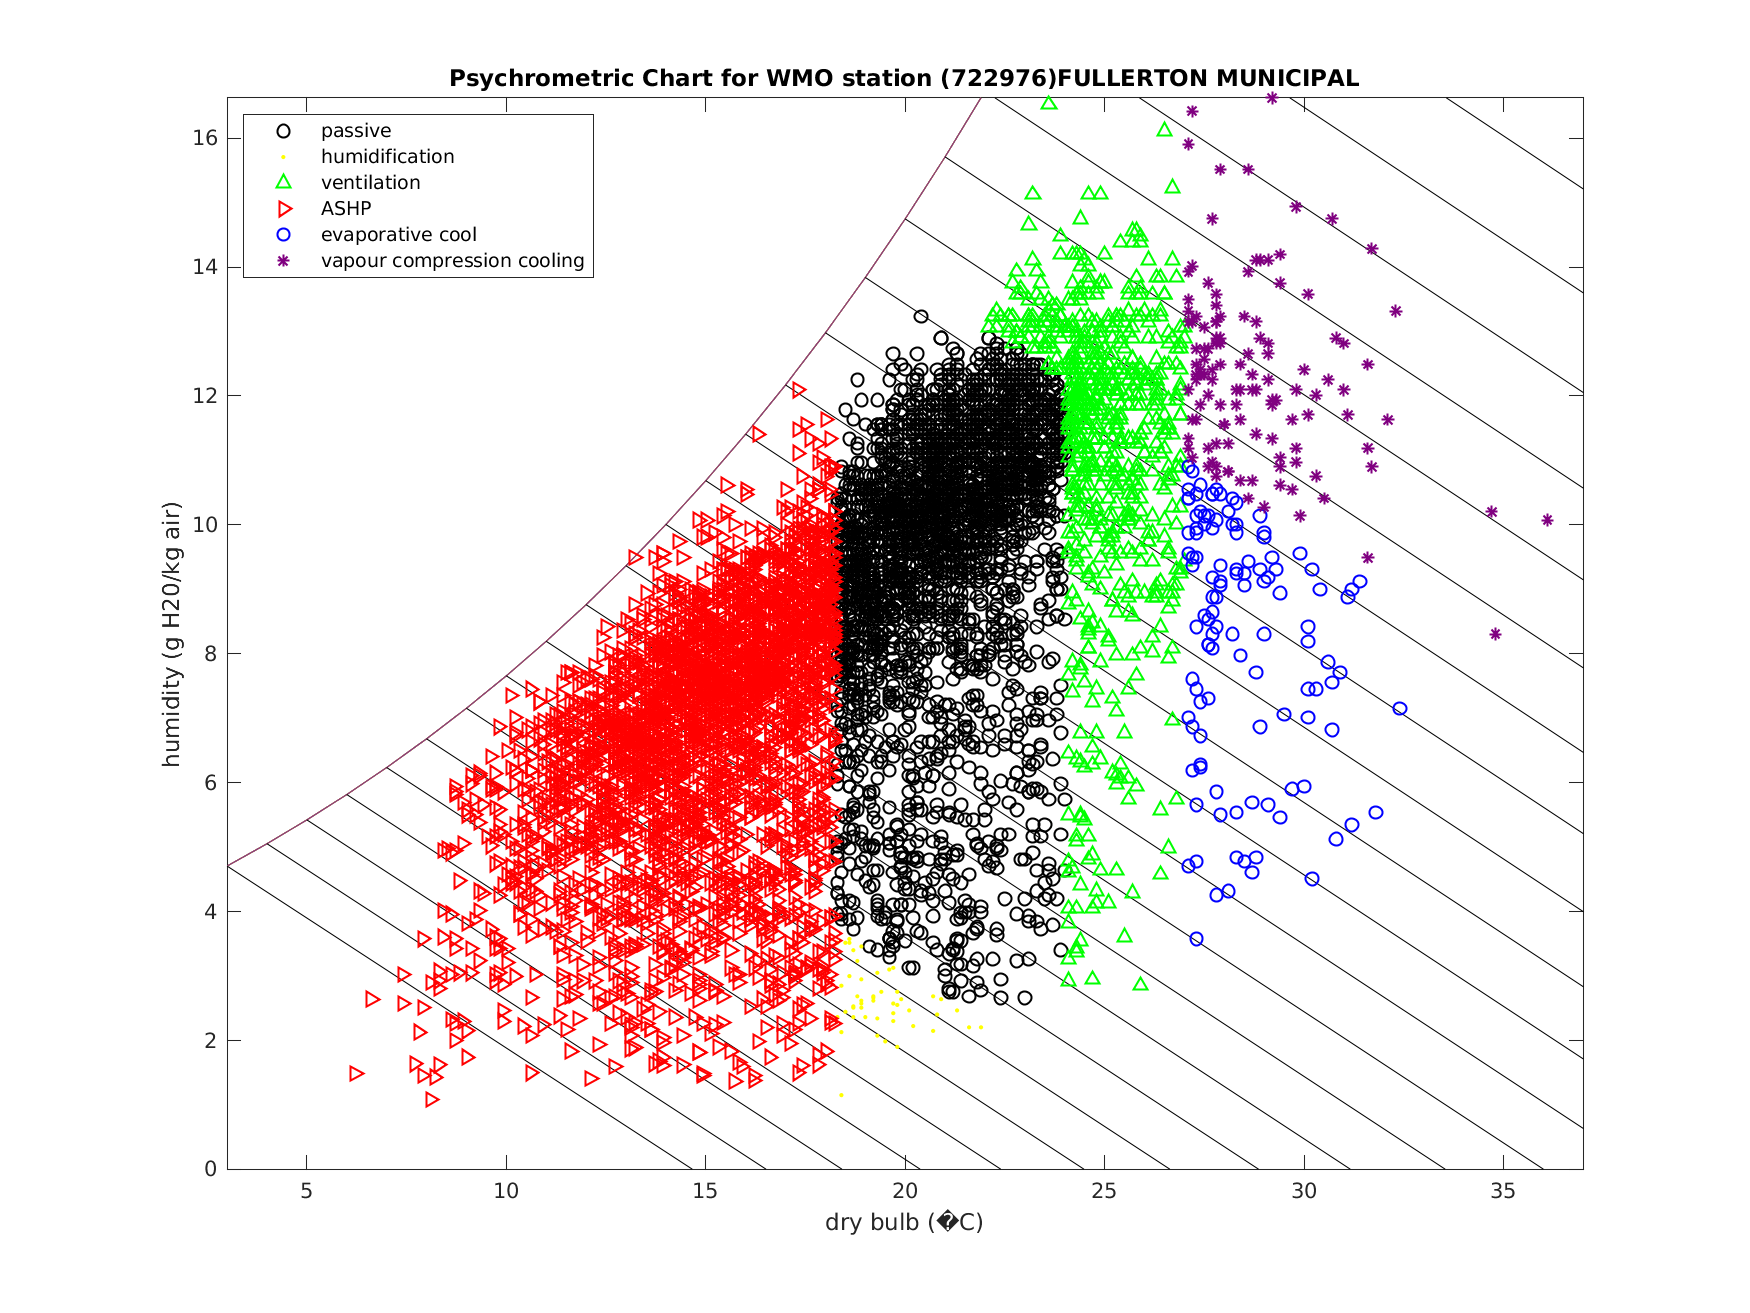 Psychrometric Chart for WMO station (722976)FULLERTON MUNICIPAL
passive
humidification
ventilation
ASHP
evaporative cool
vapour compression cooling
humidity (g H20/kg air)
16
14
12
10
8
6
4
2
0
5 10 15 20 25 30 35
dry bulb (�C)